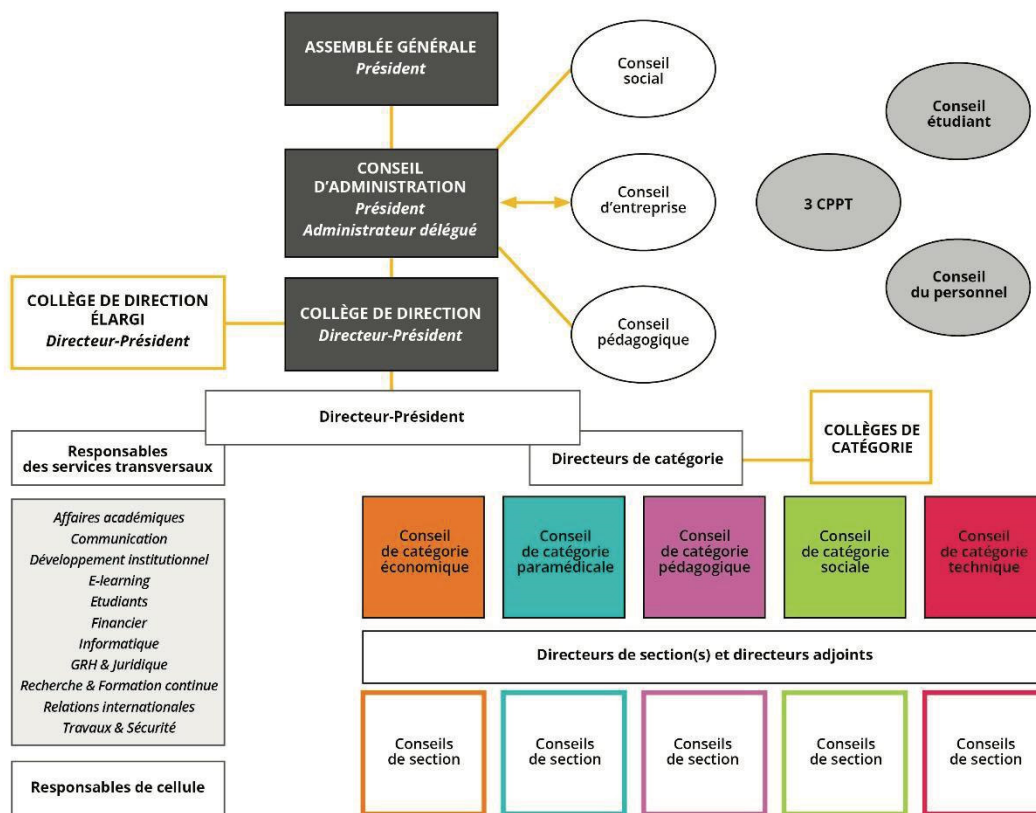 ASSEMBLÉE GÉNÉRALE
Président
Conseil
social
Conseil
étudiant
CONSEIL
D'ADMINISTRATION
Président
Administrateur délégué
Conseil
d'entreprise
3 CPPT
Conseil
du personnel
COLLÈGE DE DIRECTION
ÉLARGI
Directeur-Président
COLLÈGE DE DIRECTION
Directeur-Président
Conseil
pédagogique
Directeur-Président
COLLÈGES DE
CATÉGORIE
Responsables
des services transversaux
Directeurs de catégorie
Affaires académiques
Communication
Développement institutionnel
E-learning
Etudiants
Financier
Informatique
GRH & Juridique
Recherche & Formation continue
Relations internationales
Travaux & Sécurité
Conseil
de catégorie
économique
Conseil
de catégorie
paramédicale
Conseil
de catégorie
pédagogique
Conseil
de catégorie
sociale
Conseil
de catégorie
technique
Directeurs de section(s) et directeurs adjoints
Conseils
de section
Conseils
de section
Conseils
de section
Conseils
de section
Conseils
de section
Responsables de cellule